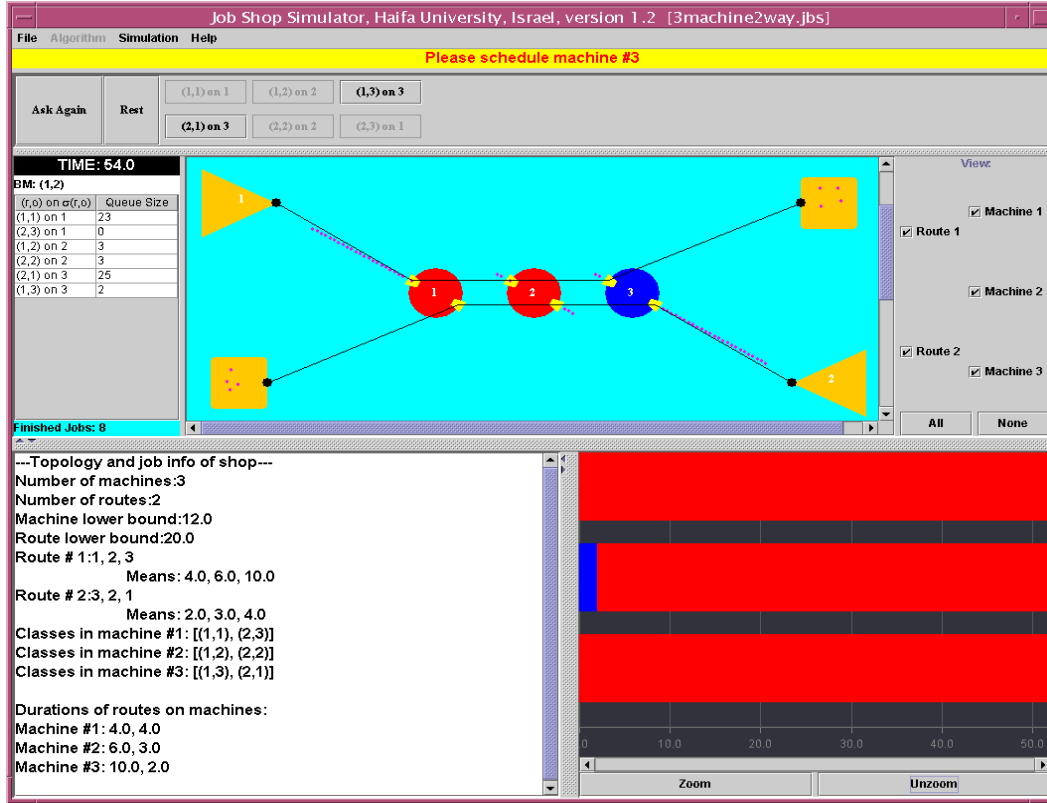 Job Shop Simulator, Haifa University, Israel, version 1.2 [3machine2way.jbs]
File Algorithm Simulation Help
Please schedule machine #3
Ask Again
Rest
(1,1) on 1 (1,2) on 2 (1,3) on 3
(2,1) on 3 (2,2) on 2 (2,3) on 1
TIME: 54.0
BM: (1,2)
(r,o) on σ(r,o) Queue Size
(1,1) on 1 23
(2,3) on 1 0
(1,2) on 2 3
(2,2) on 2 3
(2,1) on 3 25
(1,3) on 3 2
Finished Jobs: 8
1
1 2 3
2
View:
Machine 1
Route 1
Machine 2
Route 2
Machine 3
All None
---Topology and job info of shop---
Number of machines:3
Number of routes:2
Machine lower bound:12.0
Route lower bound:20.0
Route # 1:1, 2, 3
Means: 4.0, 6.0, 10.0
Route # 2:3, 2, 1
Means: 2.0, 3.0, 4.0
Classes in machine #1: [(1,1), (2,3)]
Classes in machine #2: [(1,2), (2,2)]
Classes in machine #3: [(1,3), (2,1)]
Durations of routes on machines:
Machine #1: 4.0, 4.0
Machine #2: 6.0, 3.0
Machine #3: 10.0, 2.0
.0 10.0 20.0 30.0 40.0 50.0
Zoom Unzoom